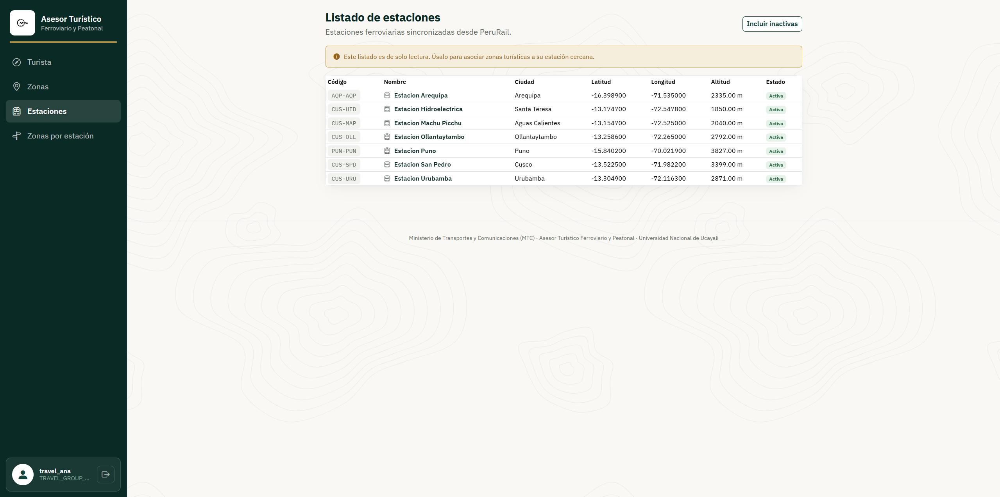 MTC
Asesor Turístico
Ferroviario y Peatonal
Turista
Zonas
Estaciones
Zonas por estación
travel_ana
TRAVEL_GROUP_...
Listado de estaciones
Estaciones ferroviarias sincronizadas desde PeruRail.
Incluir inactivas
Este listado es de solo lectura. Úsalo para asociar zonas turísticas a su estación cercana.
Código Nombre Ciudad Latitud Longitud Altitud Estado
AQP-AQP Estacion Arequipa Arequipa -16.398900 -71.535000 2335.00 m Activa
CUS-HID Estacion Hidroelectrica Santa Teresa -13.174700 -72.547800 1850.00 m Activa
CUS-MAP Estacion Machu Picchu Aguas Calientes -13.154700 -72.525000 2040.00 m Activa
CUS-OLL Estacion Ollantaytambo Ollantaytambo -13.258600 -72.265000 2792.00 m Activa
PUN-PUN Estacion Puno Puno -15.840200 -70.021900 3827.00 m Activa
CUS-SPD Estacion San Pedro Cusco -13.522500 -71.982200 3399.00 m Activa
CUS-URU Estacion Urubamba Urubamba -13.304900 -72.116300 2871.00 m Activa
Ministerio de Transportes y Comunicaciones (MTC) · Asesor Turístico Ferroviario y Peatonal · Universidad Nacional de Ucayali